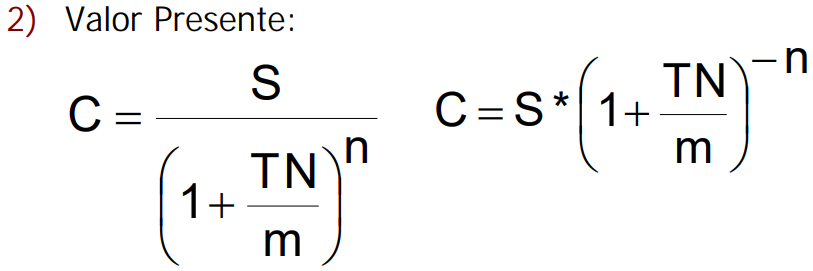 2) Valor Presente:
C = S / (1 + TN / m)^n
C = S * (1 + TN / m)^−n